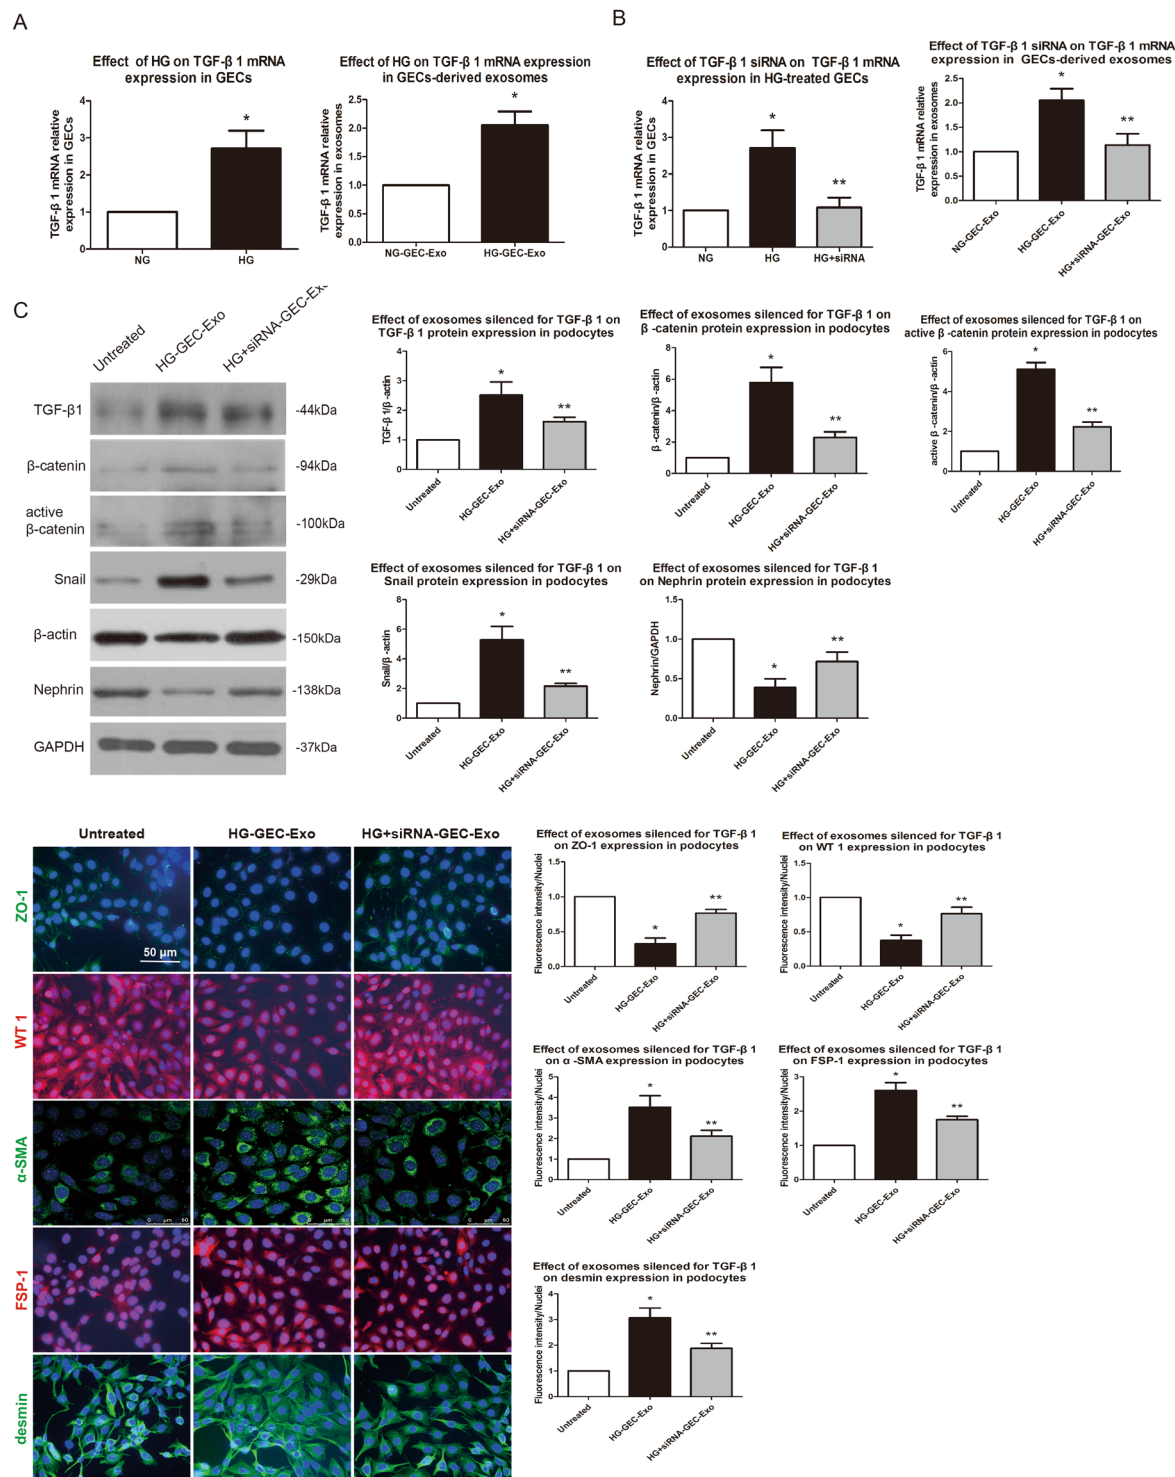 A
Effect of HG on TGF-β 1 mRNA
expression in GECs
TGF-β 1 mRNA relative
expression in GECs
4
3
2
1
0
NG
HG
*
Effect of HG on TGF-β 1 mRNA expression
in GECs-derived exosomes
TGF-β 1 mRNA relative
expression in exosomes
2.5
2.0
1.5
1.0
0.5
0.0
NG-GEC-Exo
HG-GEC-Exo
*
B
Effect of TGF-β 1 siRNA on TGF-β 1 mRNA
expression in HG-treated GECs
TGF-β 1 mRNA relative
expression in GECs
4
3
2
1
0
NG
HG
HG+siRNA
*
**
Effect of TGF-β 1 siRNA on TGF-β 1 mRNA
expression in GECs-derived exosomes
TGF-β 1 mRNA relative
expression in exosomes
2.5
2.0
1.5
1.0
0.5
0.0
NG-GEC-Exo
HG-GEC-Exo
HG+siRNA-GEC-Exo
*
**
C
Untreated
HG-GEC-Exo
HG+siRNA-GEC-Exo
TGF-β1 -44kDa
β-catenin -94kDa
active
β-catenin -100kDa
Snail -29kDa
β-actin -150kDa
Nephrin -138kDa
GAPDH -37kDa
Effect of exosomes silenced for TGF-β 1 on
TGF-β 1 protein expression in podocytes
TGF-β 1/β-actin
4
3
2
1
0
Untreated
HG-GEC-Exo
HG+siRNA-GEC-Exo
*
**
Effect of exosomes silenced for TGF-β 1 on
β -catenin protein expression in podocytes
β -catenin/β -actin
8
6
4
2
0
Untreated
HG-GEC-Exo
HG+siRNA-GEC-Exo
*
**
Effect of exosomes silenced for TGF-β 1 on
active β -catenin protein expression in podocytes
active β -catenin/β -actin
6
4
2
0
Untreated
HG-GEC-Exo
HG+siRNA-GEC-Exo
*
**
Effect of exosomes silenced for TGF-β 1 on
Snail protein expression in podocytes
Snail/β -actin
8
6
4
2
0
Untreated
HG-GEC-Exo
HG+siRNA-GEC-Exo
*
**
Effect of exosomes silenced for TGF-β 1
on Nephrin protein expression in podocytes
Nephrin/GAPDH
1.5
1.0
0.5
0.0
Untreated
HG-GEC-Exo
HG+siRNA-GEC-Exo
*
**
Untreated
HG-GEC-Exo
HG+siRNA-GEC-Exo
ZO-1
50 µm
WT 1
α-SMA
0 µm 50
0 µm 50
0 µm 50
FSP-1
desmin
Effect of exosomes silenced for TGF-β 1
on ZO-1 expression in podocytes
Fluorescence intensity/Nuclei
1.5
1.0
0.5
0.0
Untreated
HG-GEC-Exo
HG+siRNA-GEC-Exo
*
**
Effect of exosomes silenced for TGF-β 1
on WT 1 expression in podocytes
Fluorescence intensity/Nuclei
1.5
1.0
0.5
0.0
Untreated
HG-GEC-Exo
HG+siRNA-GEC-Exo
*
**
Effect of exosomes silenced for TGF-β 1
on α -SMA expression in podocytes
Fluorescence intensity/Nuclei
5
4
3
2
1
0
Untreated
HG-GEC-Exo
HG+siRNA-GEC-Exo
*
**
Effect of exosomes silenced for TGF-β 1
on FSP-1 expression in podocytes
Fluorescence intensity/Nuclei
3
2
1
0
Untreated
HG-GEC-Exo
HG+siRNA-GEC-Exo
*
**
Effect of exosomes silenced for TGF-β 1
on desmin expression in podocytes
Fluorescence intensity/Nuclei
4
3
2
1
0
Untreated
HG-GEC-Exo
HG+siRNA-GEC-Exo
*
**